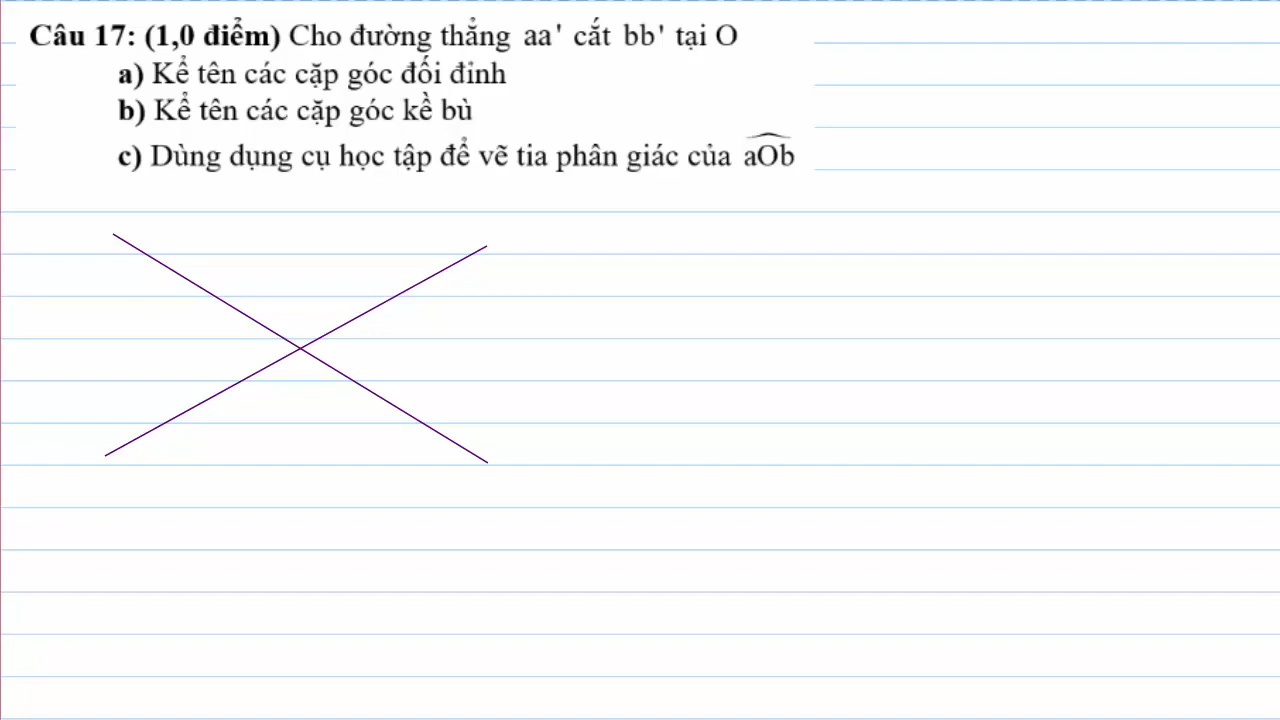 Câu 17: (1,0 điểm) Cho đường thẳng aa' cắt bb' tại O
a) Kể tên các cặp góc đối đỉnh
b) Kể tên các cặp góc kề bù
c) Dùng dụng cụ học tập để vẽ tia phân giác của aOb